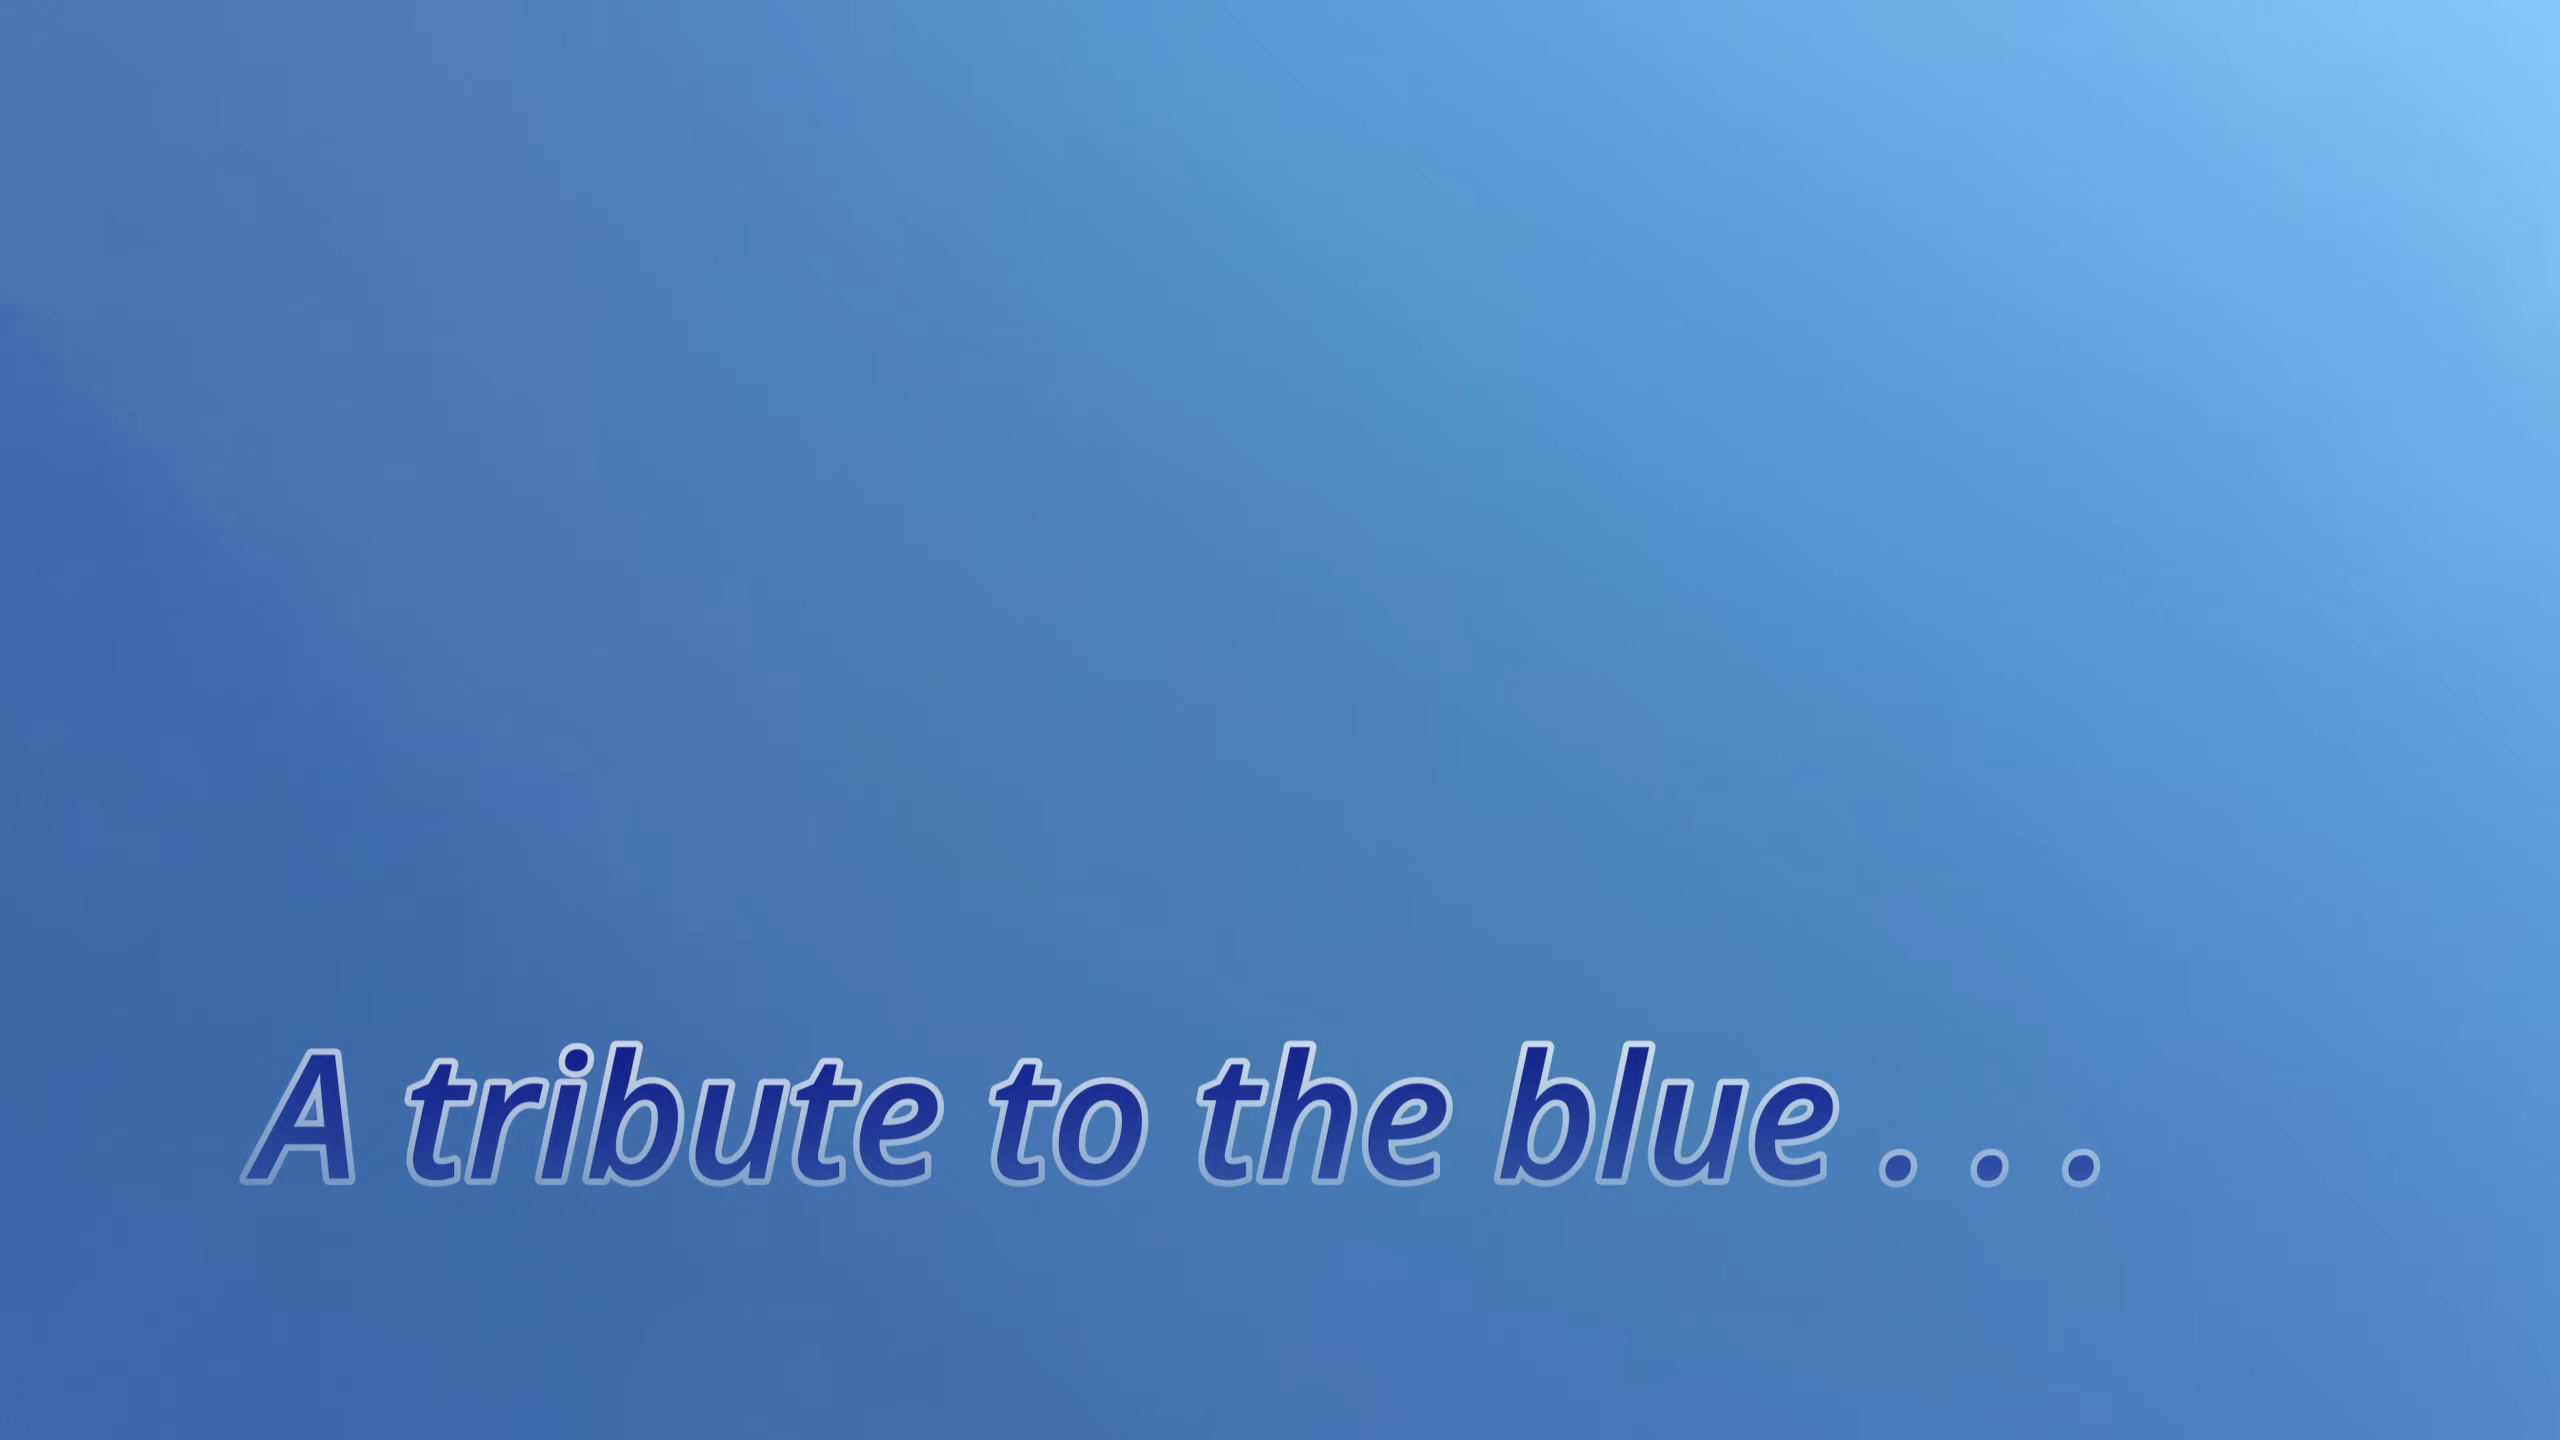 A tribute to the blue . . .